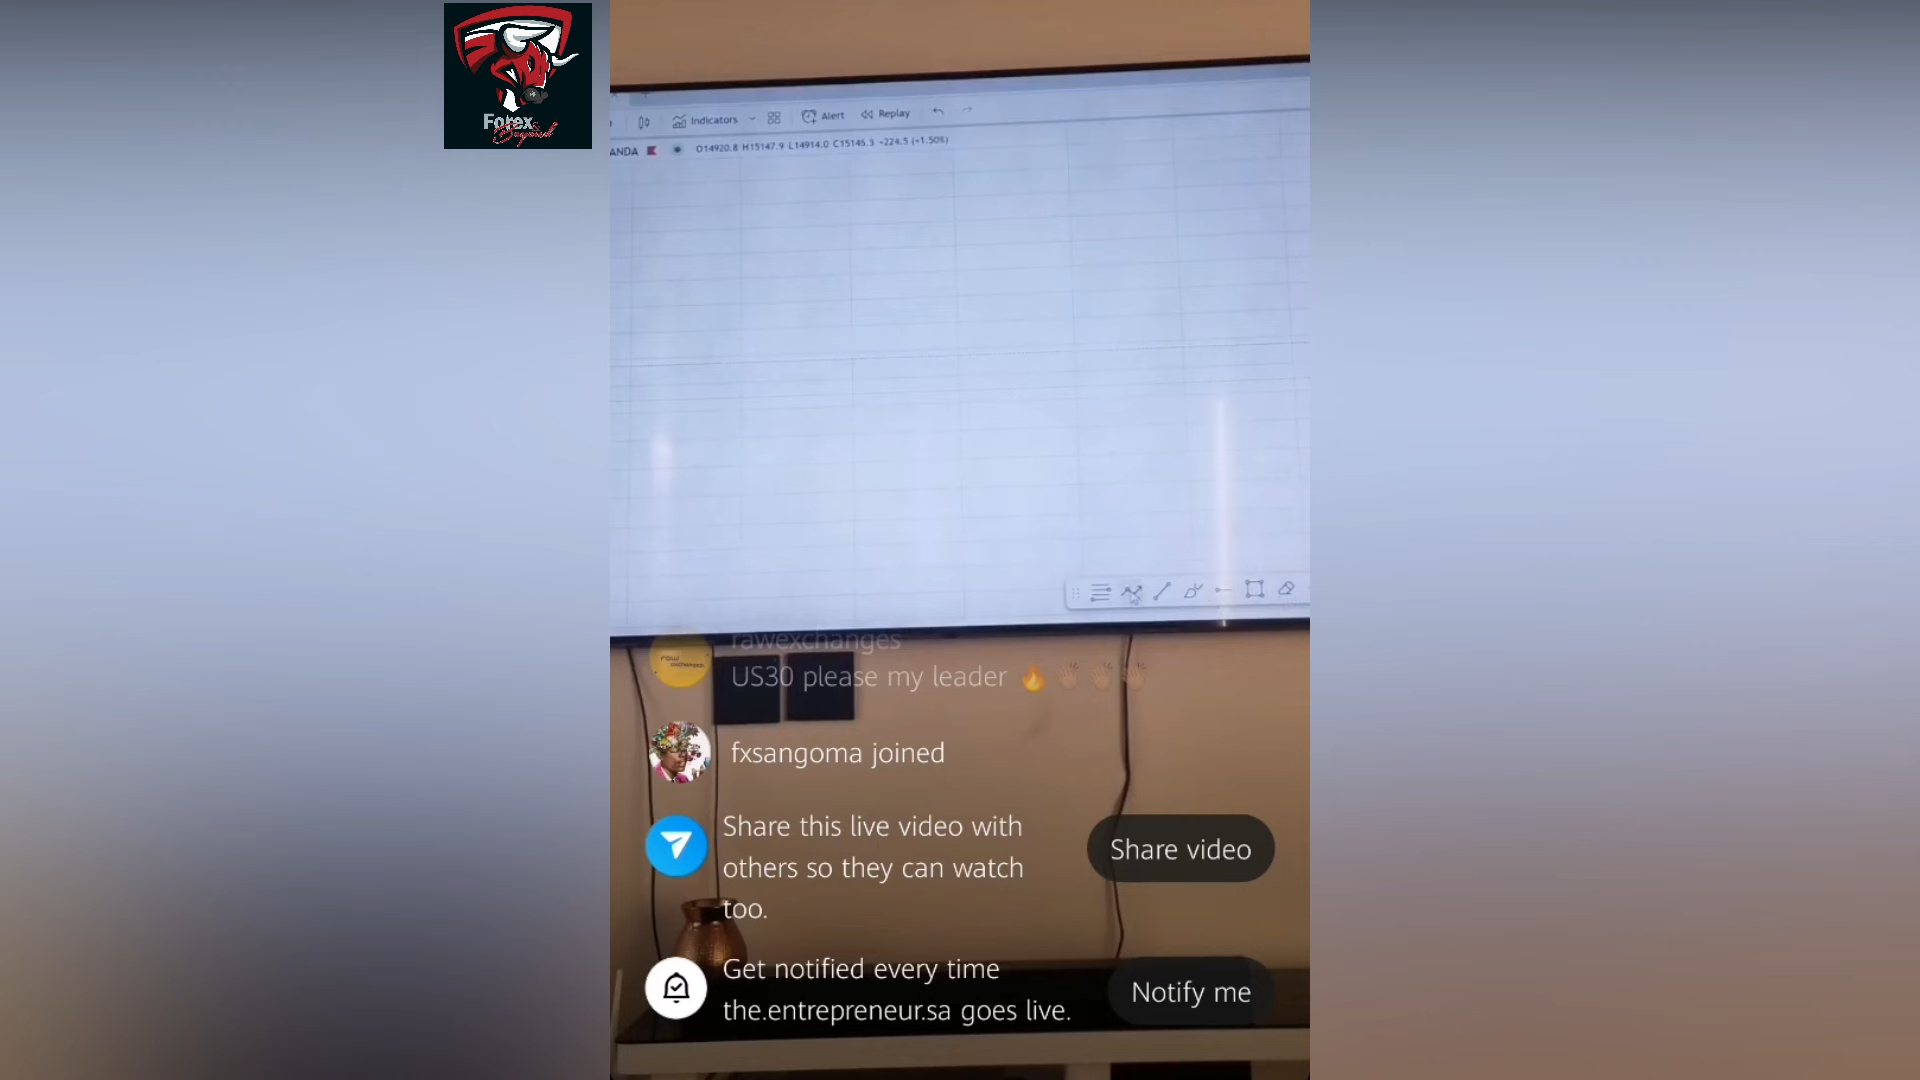 Forex &
Beyond
Indicators
Alert
Replay
ANDA
O14920.8 H15147.9 L14914.0 C15145.3 +224.5 (+1.50%)
rawexchanges
US30 please my leader 🔥 👏🏼 👏🏼 👏🏼
fxsangoma joined
Share this live video with
others so they can watch
too.
Share video
Get notified every time
the.entrepreneur.sa goes live.
Notify me